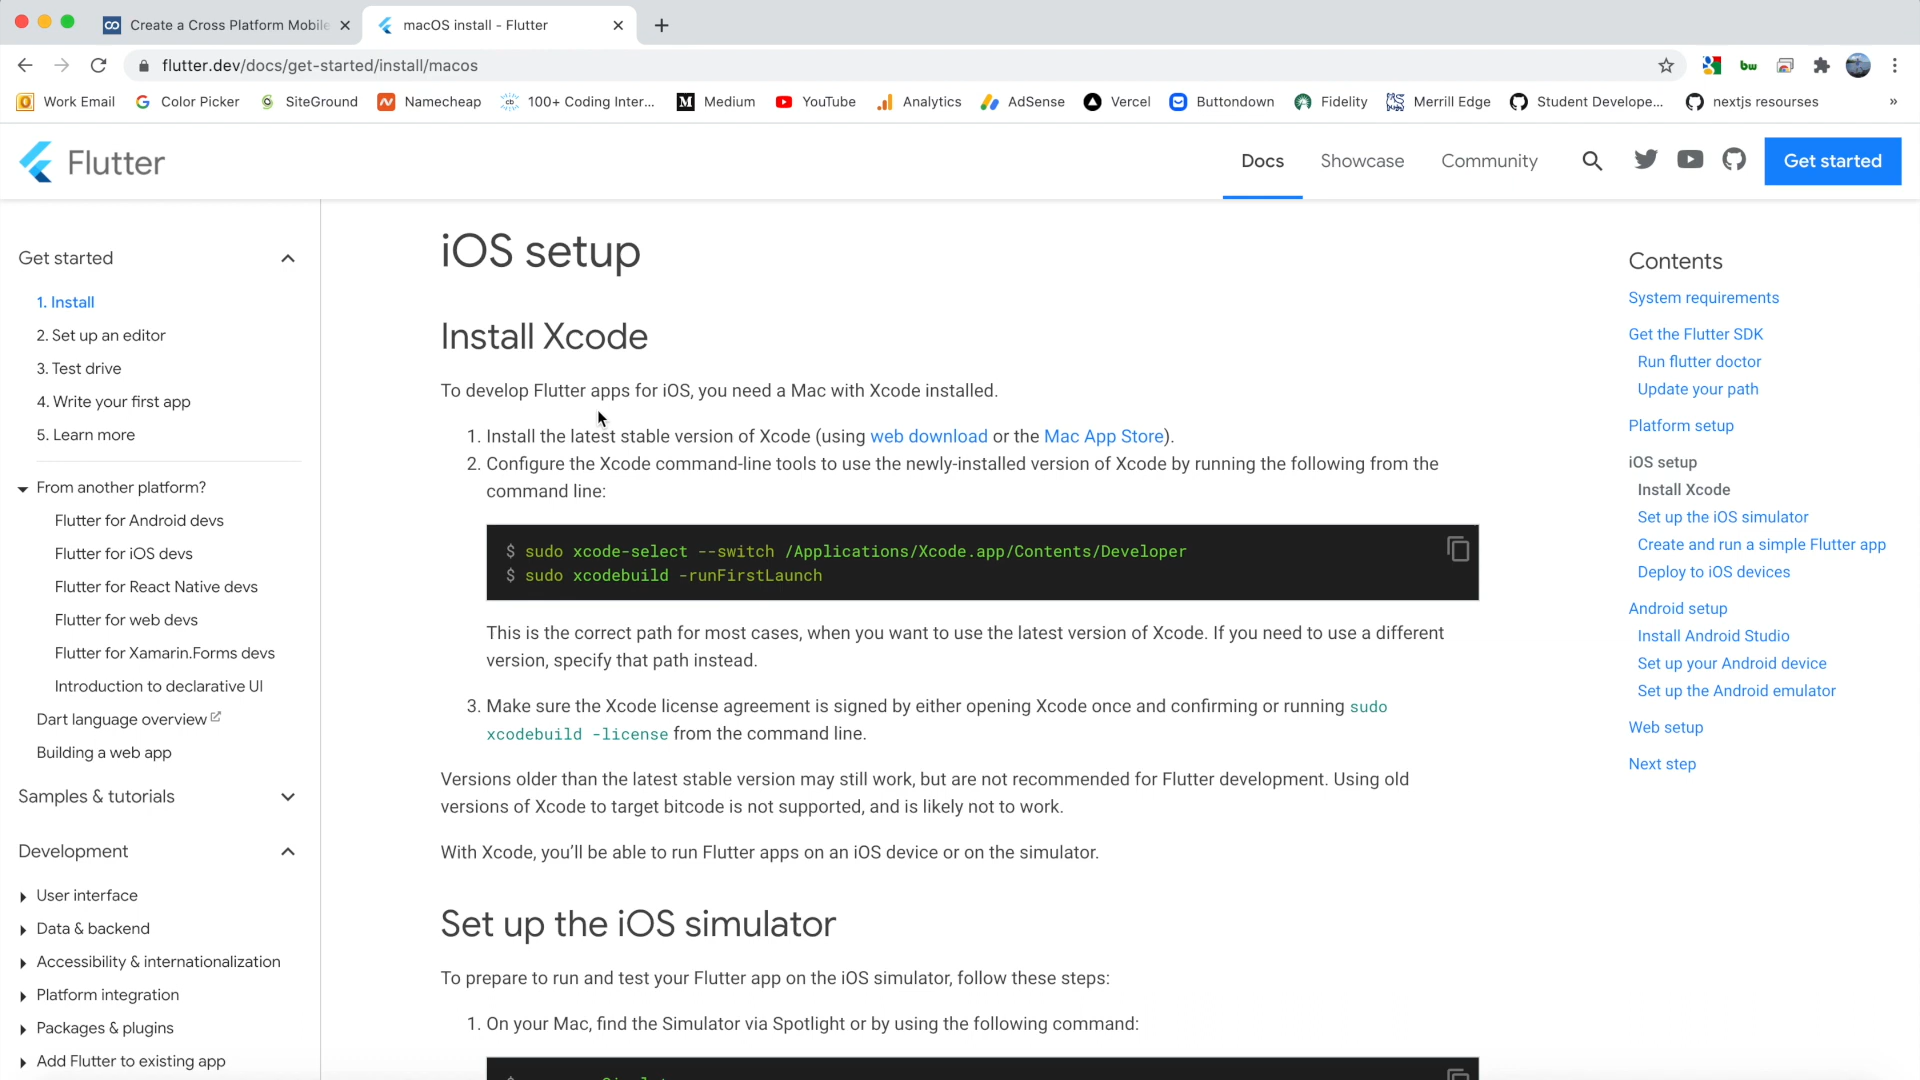 Create a Cross Platform Mobile
macOS install - Flutter
flutter.dev/docs/get-started/install/macos
bw
Work Email
Color Picker
SiteGround
Namecheap
100+ Coding Inter...
Medium
YouTube
Analytics
AdSense
Vercel
Buttondown
Fidelity
Merrill Edge
Student Develope...
nextjs resourses
»
Flutter
Docs
Showcase
Community
Get started
Get started
1. Install
2. Set up an editor
3. Test drive
4. Write your first app
5. Learn more
From another platform?
Flutter for Android devs
Flutter for iOS devs
Flutter for React Native devs
Flutter for web devs
Flutter for Xamarin.Forms devs
Introduction to declarative UI
Dart language overview
Building a web app
Samples & tutorials
Development
User interface
Data & backend
Accessibility & internationalization
Platform integration
Packages & plugins
Add Flutter to existing app
iOS setup
Install Xcode
To develop Flutter apps for iOS, you need a Mac with Xcode installed.
1. Install the latest stable version of Xcode (using web download or the Mac App Store).
2. Configure the Xcode command-line tools to use the newly-installed version of Xcode by running the following from the
command line:
$ sudo xcode-select --switch /Applications/Xcode.app/Contents/Developer
$ sudo xcodebuild -runFirstLaunch
This is the correct path for most cases, when you want to use the latest version of Xcode. If you need to use a different
version, specify that path instead.
3. Make sure the Xcode license agreement is signed by either opening Xcode once and confirming or running sudo
xcodebuild -license from the command line.
Versions older than the latest stable version may still work, but are not recommended for Flutter development. Using old
versions of Xcode to target bitcode is not supported, and is likely not to work.
With Xcode, you’ll be able to run Flutter apps on an iOS device or on the simulator.
Set up the iOS simulator
To prepare to run and test your Flutter app on the iOS simulator, follow these steps:
1. On your Mac, find the Simulator via Spotlight or by using the following command:
Contents
System requirements
Get the Flutter SDK
Run flutter doctor
Update your path
Platform setup
iOS setup
Install Xcode
Set up the iOS simulator
Create and run a simple Flutter app
Deploy to iOS devices
Android setup
Install Android Studio
Set up your Android device
Set up the Android emulator
Web setup
Next step